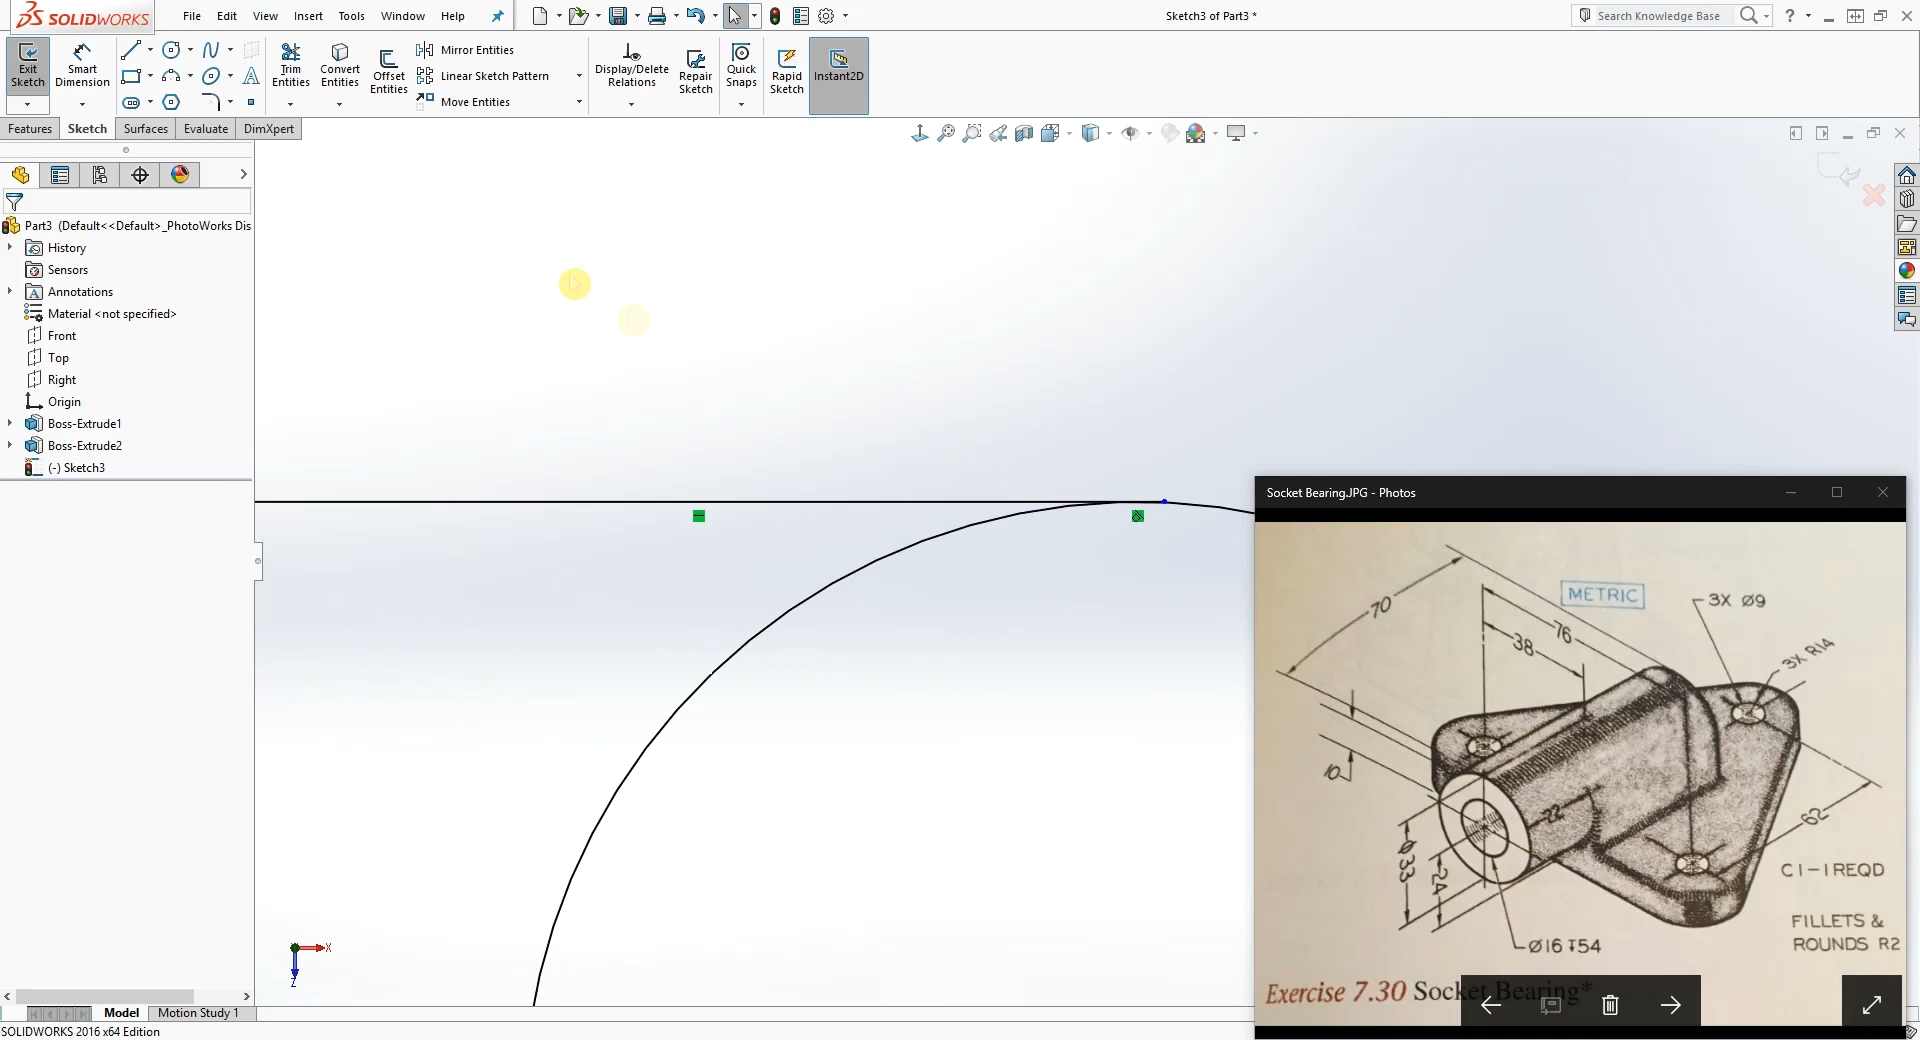 SOLIDWORKS
File
Edit
View
Insert
Tools
Window
Help
Sketch3 of Part3 *
Search Knowledge Base
?
Exit Sketch
Smart Dimension
Trim Entities
Convert Entities
Offset Entities
Mirror Entities
Linear Sketch Pattern
Move Entities
Display/Delete Relations
Repair Sketch
Quick Snaps
Rapid Sketch
Instant2D
Features
Sketch
Surfaces
Evaluate
DimXpert
Part3 (Default<<Default>_PhotoWorks Dis
History
Sensors
Annotations
Material <not specified>
Front
Top
Right
Origin
Boss-Extrude1
Boss-Extrude2
(-) Sketch3
X
Z
Socket Bearing.JPG - Photos
METRIC
70
76
38
3X Ø9
3X R14
10
22
62
Ø33
24
C1-1 REQD
FILLETS &
ROUNDS R2
Ø16 ↧54
Exercise 7.30 Socket Bearing*
Model
Motion Study 1
SOLIDWORKS 2016 x64 Edition